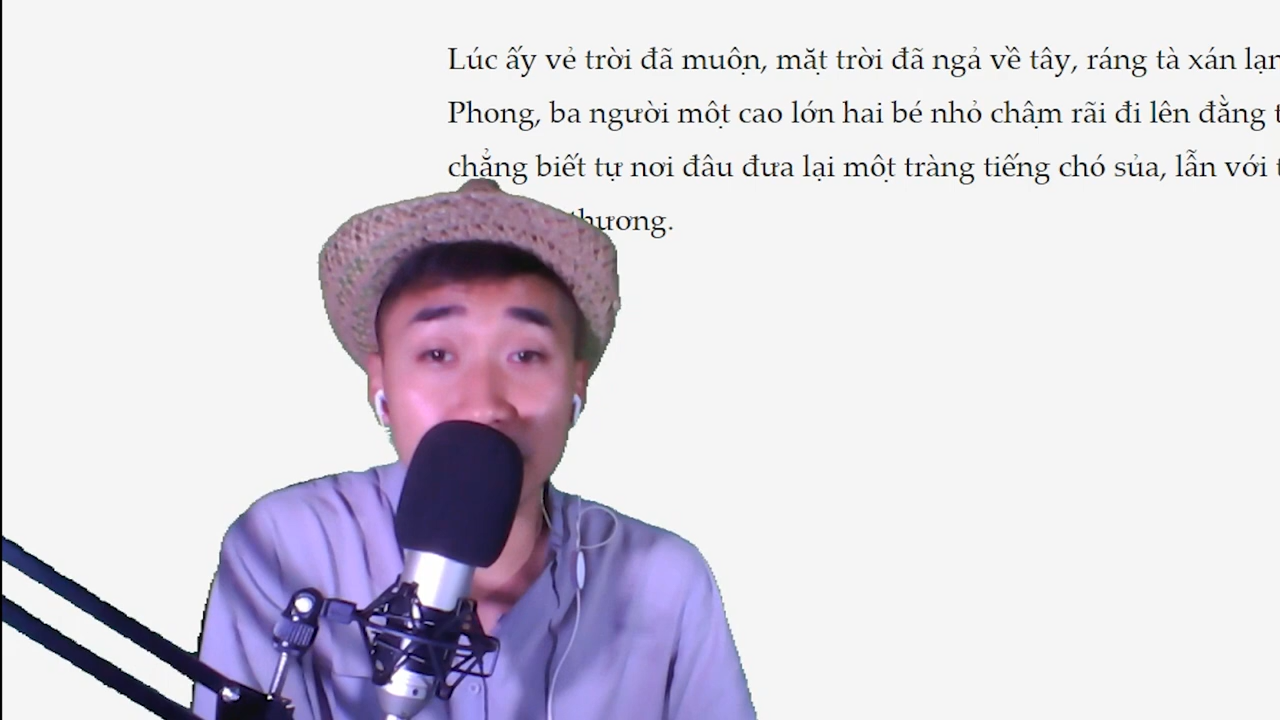 Lúc ấy vẻ trời đã muộn, mặt trời đã ngả về tây, ráng tà xán
Phong, ba người một cao lớn hai bé nhỏ chậm rãi đi lên đằng
chẳng biết tự nơi đâu đưa lại một tràng tiếng chó sủa, lẫn với